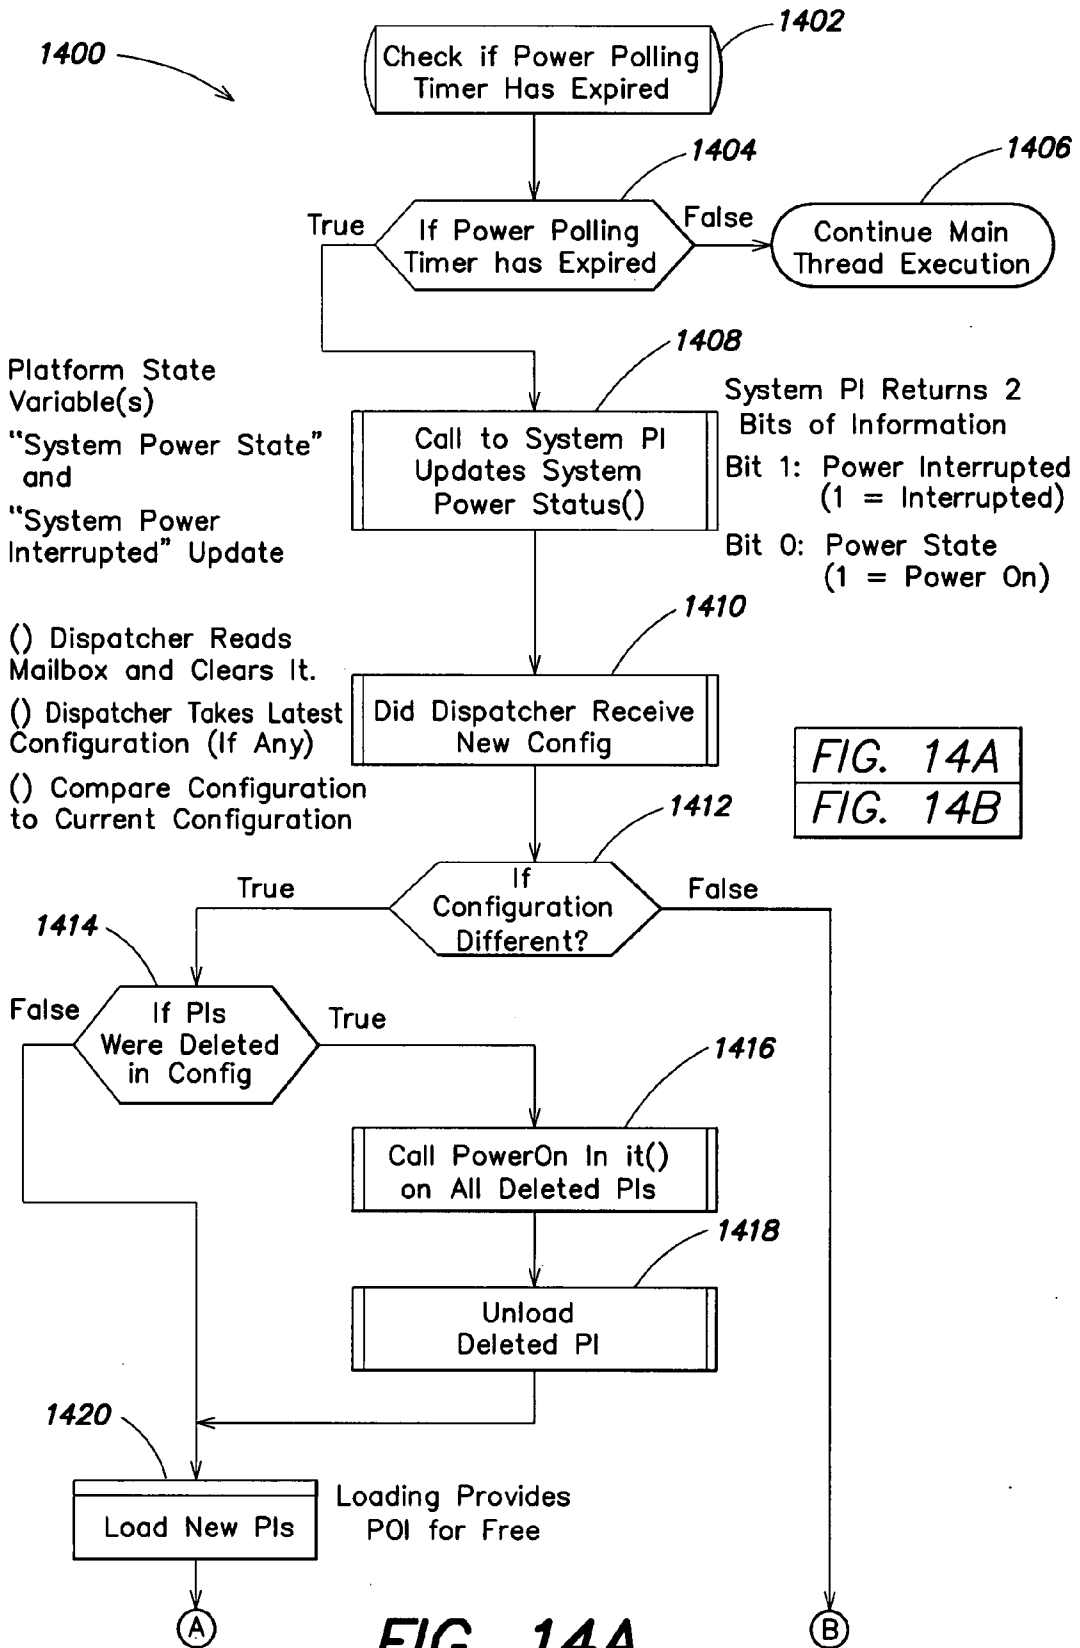 1400
1402
Check if Power Polling
Timer Has Expired
1404
1406
True
If Power Polling
Timer has Expired
False
Continue Main
Thread Execution
1408
Platform State
Variable(s)
"System Power State"
and
"System Power
Interrupted" Update
Call to System PI
Updates System
Power Status()
System PI Returns 2
Bits of Information
Bit 1: Power Interrupted
(1 = Interrupted)
Bit 0: Power State
(1 = Power On)
1410
() Dispatcher Reads
Mailbox and Clears It.
() Dispatcher Takes Latest
Configuration (If Any)
() Compare Configuration
to Current Configuration
Did Dispatcher Receive
New Config
FIG. 14A
FIG. 14B
1412
True
If
Configuration
Different?
False
1414
False
If PIs
Were Deleted
in Config
True
1416
Call PowerOn In it()
on All Deleted PIs
1418
Unload
Deleted PI
1420
Load New PIs
Loading Provides
POI for Free
A
B
FIG. 14A